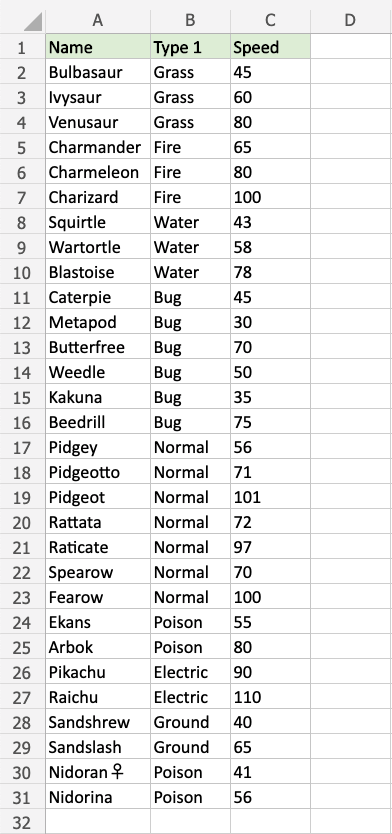 A B C D
1 Name Type 1 Speed
2 Bulbasaur Grass 45
3 Ivysaur Grass 60
4 Venusaur Grass 80
5 Charmander Fire 65
6 Charmeleon Fire 80
7 Charizard Fire 100
8 Squirtle Water 43
9 Wartortle Water 58
10 Blastoise Water 78
11 Caterpie Bug 45
12 Metapod Bug 30
13 Butterfree Bug 70
14 Weedle Bug 50
15 Kakuna Bug 35
16 Beedrill Bug 75
17 Pidgey Normal 56
18 Pidgeotto Normal 71
19 Pidgeot Normal 101
20 Rattata Normal 72
21 Raticate Normal 97
22 Spearow Normal 70
23 Fearow Normal 100
24 Ekans Poison 55
25 Arbok Poison 80
26 Pikachu Electric 90
27 Raichu Electric 110
28 Sandshrew Ground 40
29 Sandslash Ground 65
30 Nidoran♀ Poison 41
31 Nidorina Poison 56
32